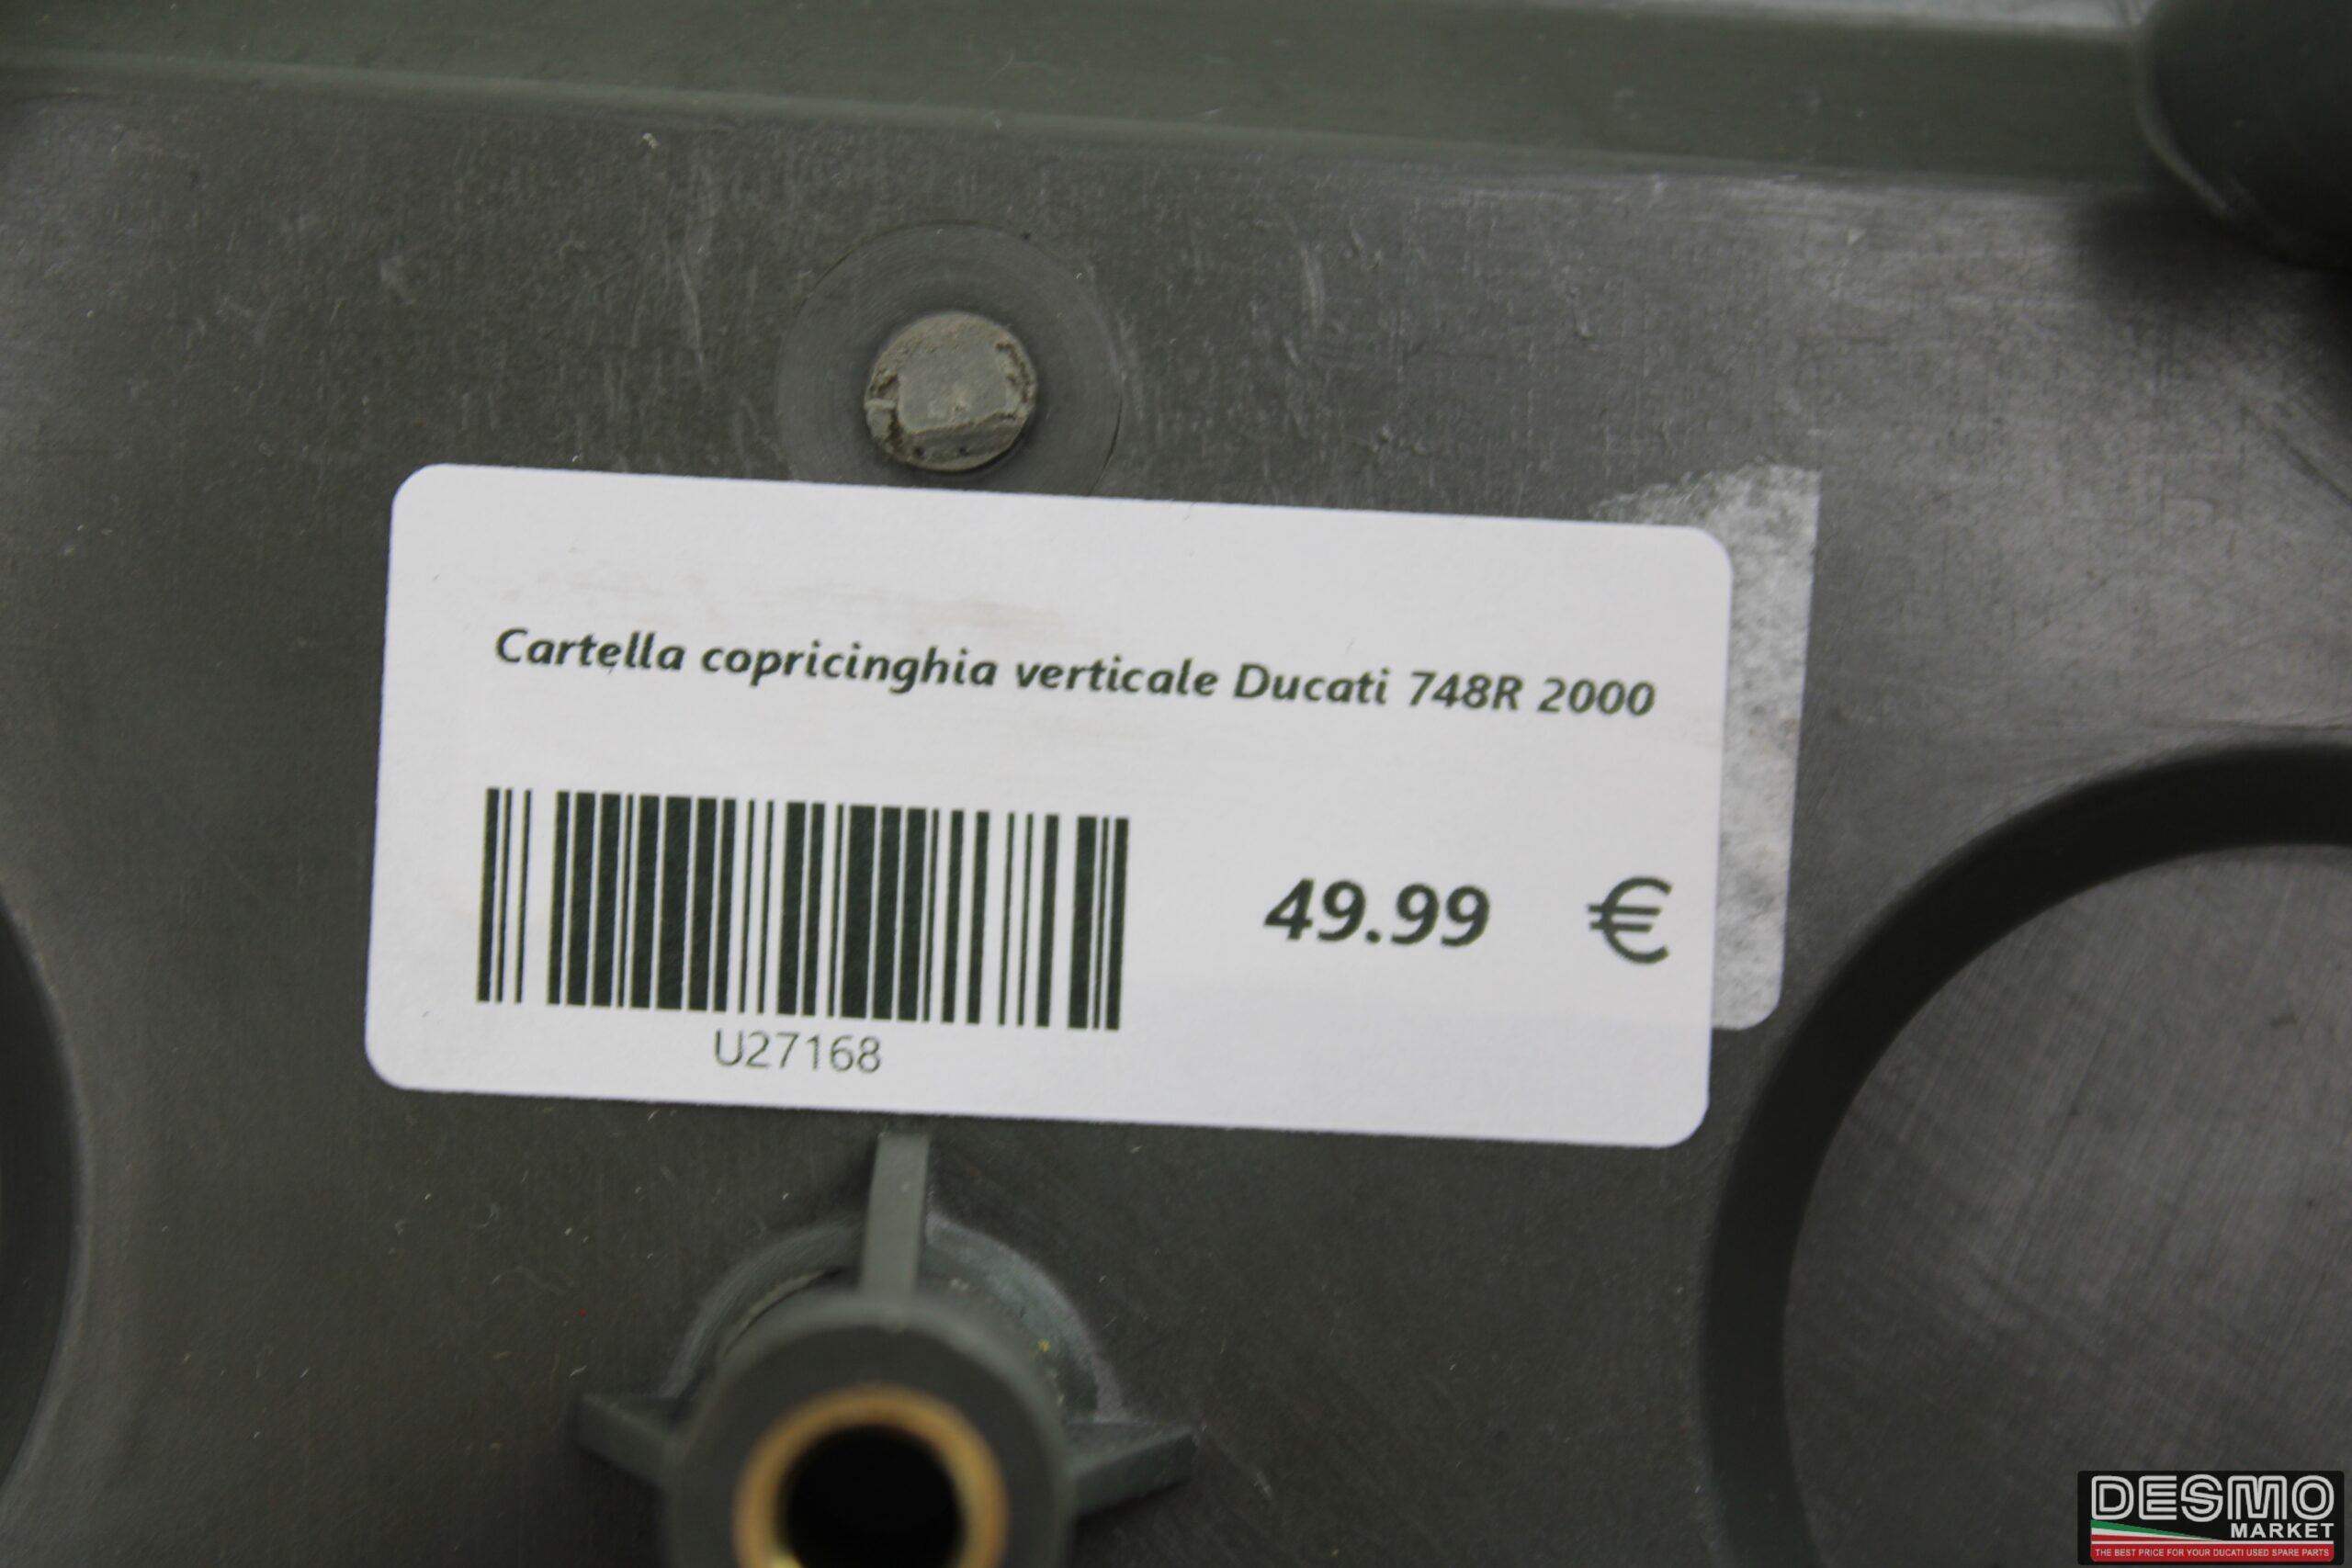 Cartella copricinghia verticale Ducati 748R 2000
49.99 €
U27168
DESMO
MARKET
THE BEST PRICE FOR YOUR DUCATI USED SPARE PARTS